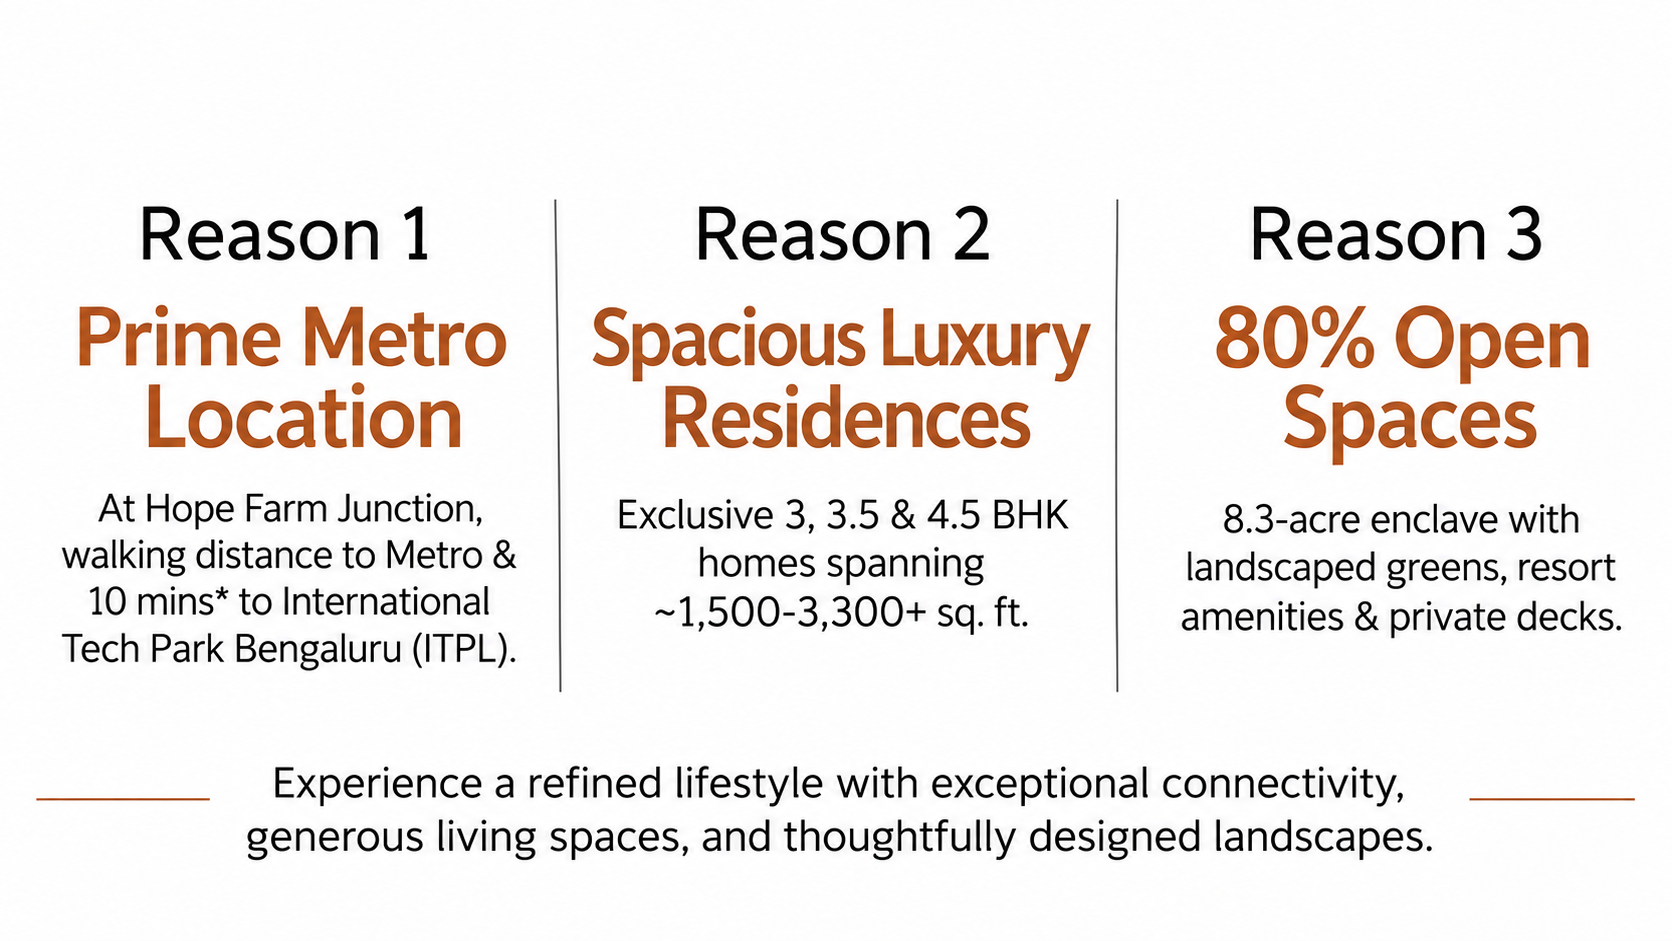 Reason 1
Prime Metro
Location
At Hope Farm Junction,
walking distance to Metro &
10 mins* to International
Tech Park Bengaluru (ITPL).
Reason 2
Spacious Luxury
Residences
Exclusive 3, 3.5 & 4.5 BHK
homes spanning
~1,500-3,300+ sq. ft.
Reason 3
80% Open
Spaces
8.3-acre enclave with
landscaped greens, resort
amenities & private decks.
Experience a refined lifestyle with exceptional connectivity,
generous living spaces, and thoughtfully designed landscapes.